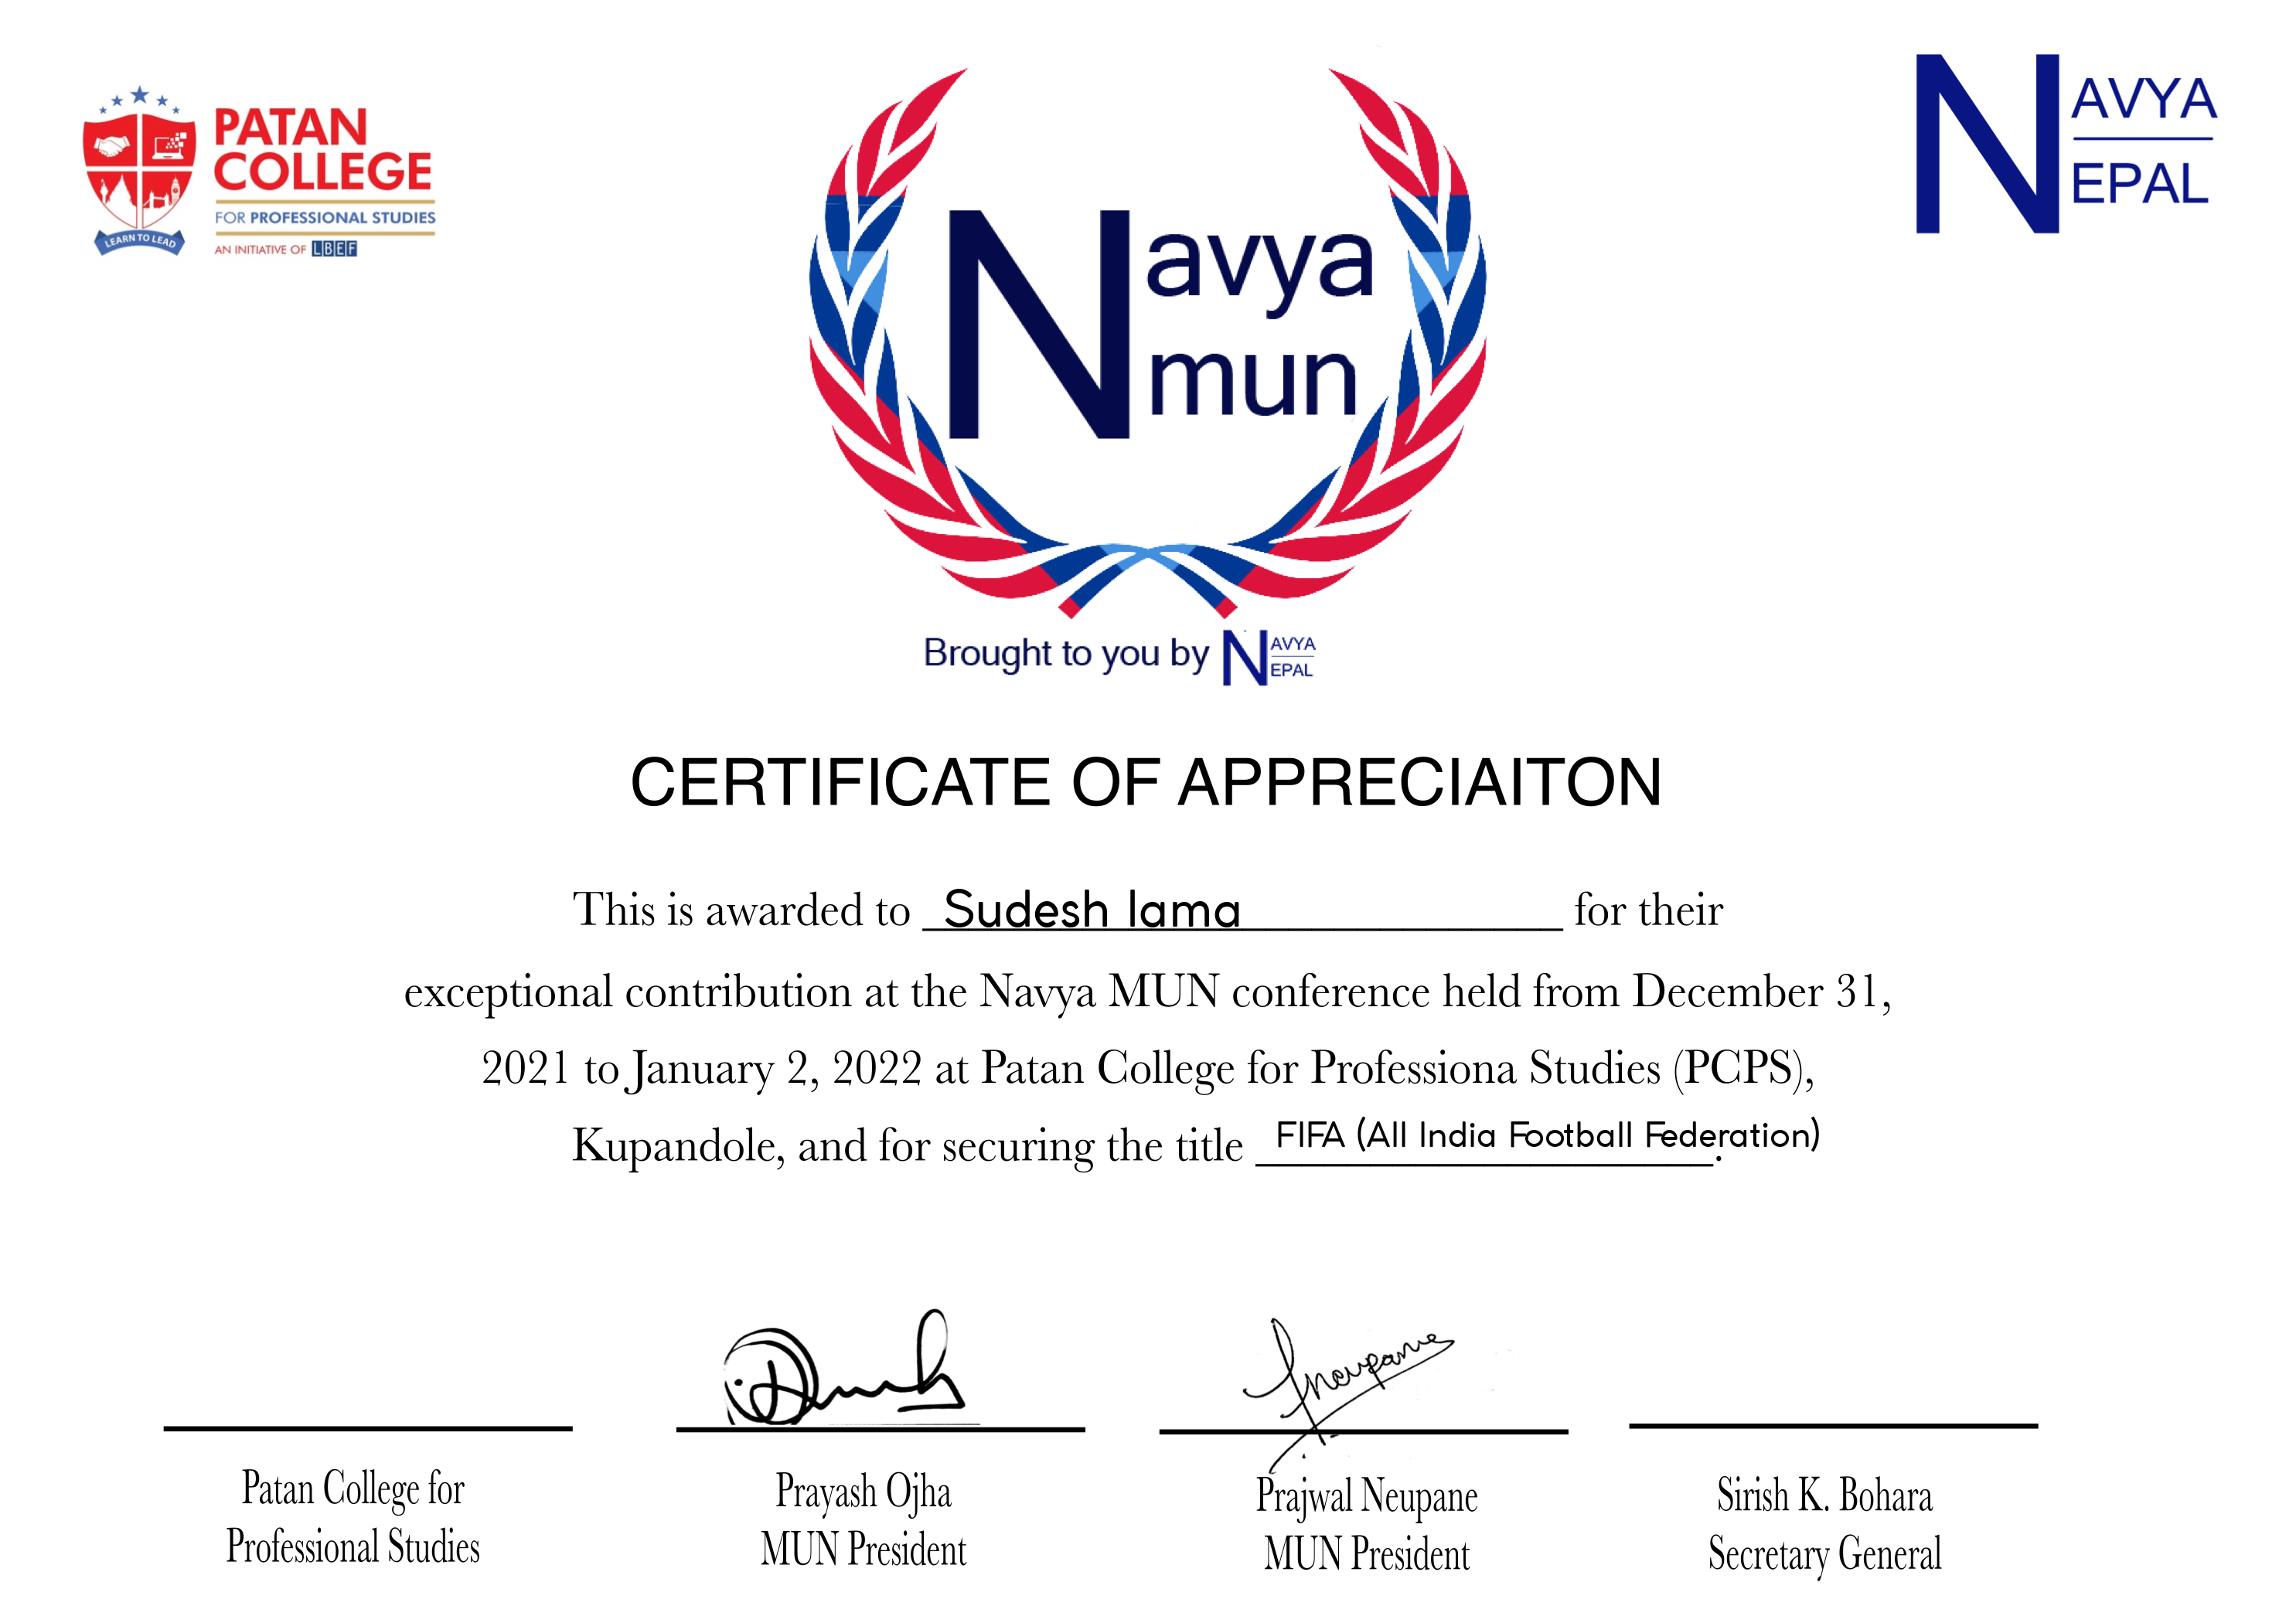 PATAN
COLLEGE
FOR PROFESSIONAL STUDIES
AN INITIATIVE OF LBEF
LEARN TO LEAD
Navya
mun
Brought to you by NAVYA
NEPAL
NAVYA
NEPAL
CERTIFICATE OF APPRECIAITON
This is awarded to Sudesh lama for their
exceptional contribution at the Navya MUN conference held from December 31,
2021 to January 2, 2022 at Patan College for Professiona Studies (PCPS),
Kupandole, and for securing the title FIFA (All India Football Federation).
Patan College for
Professional Studies
Prayash Ojha
MUN President
Prajwal Neupane
MUN President
Sirish K. Bohara
Secretary General